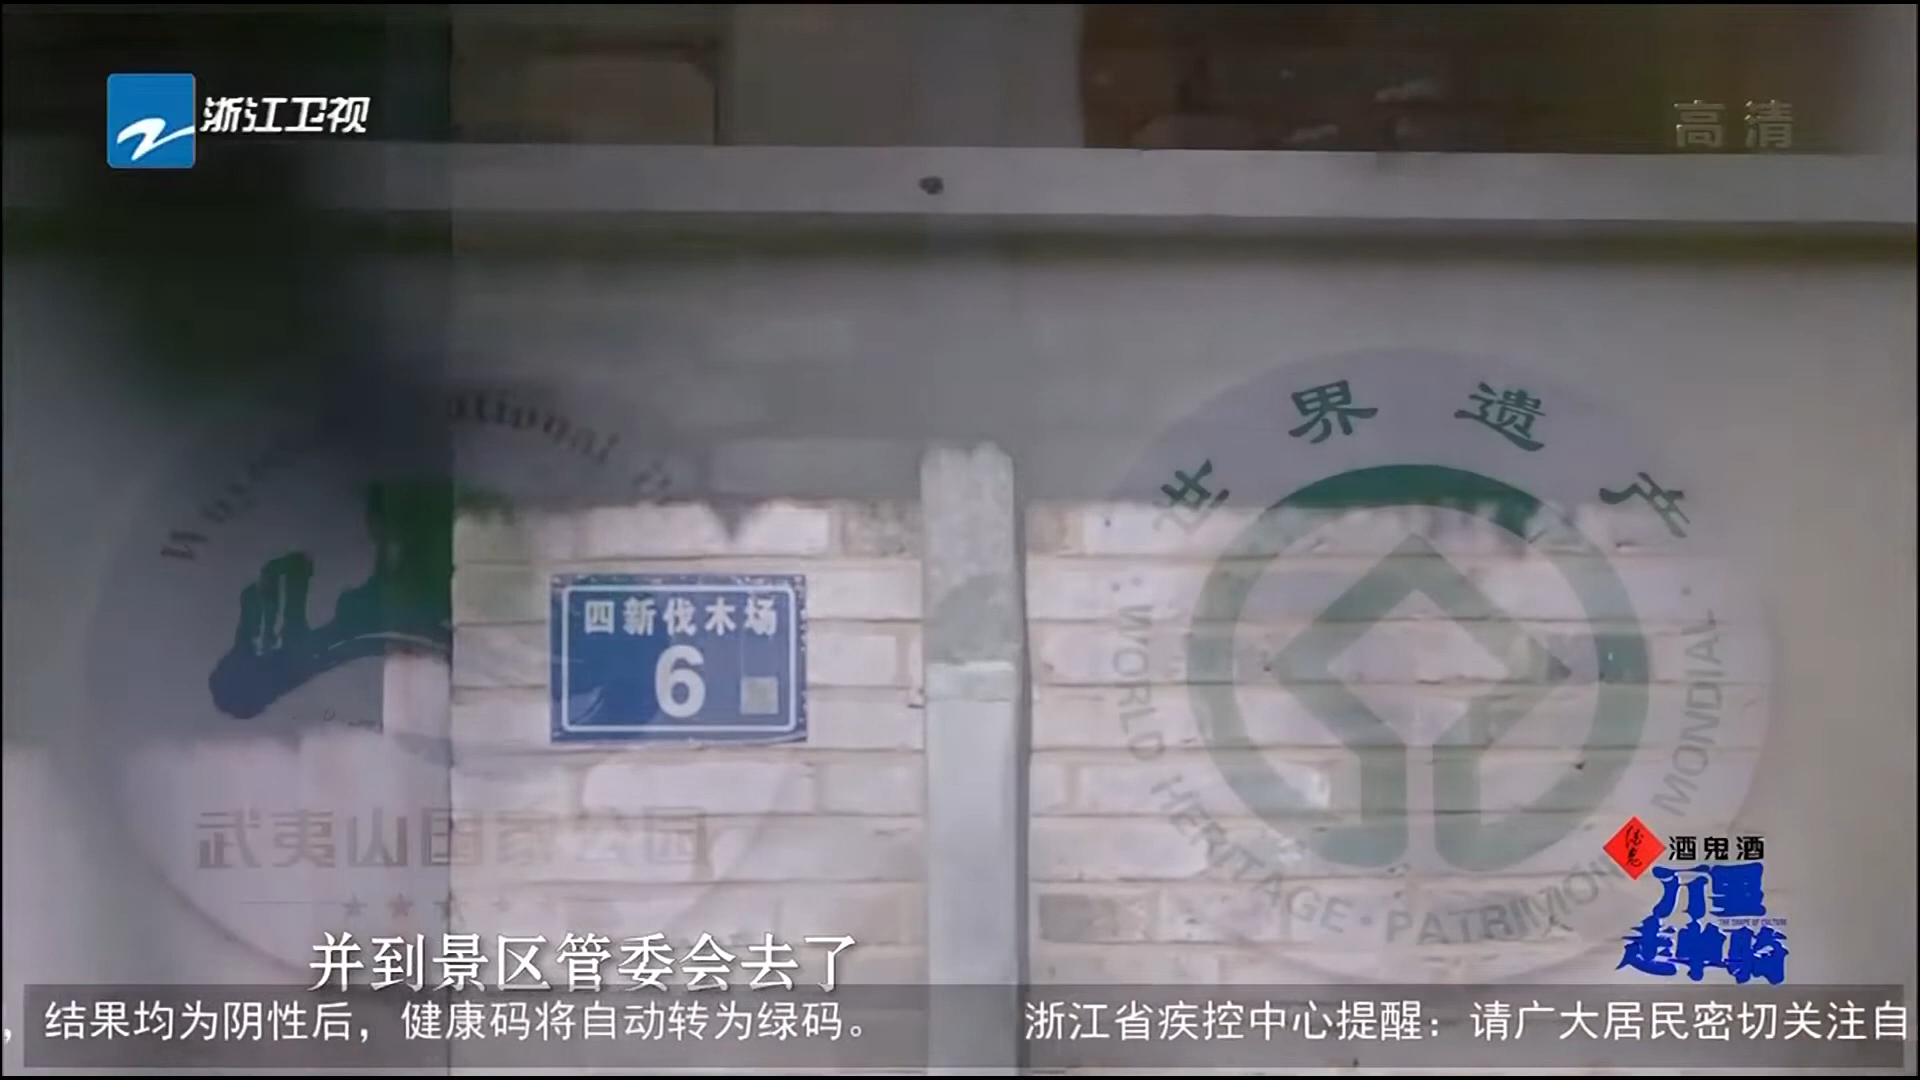 浙江卫视
高清
世界遗产
WORLD HERITAGE · PATRIMONIO MONDIAL
四新伐木场
6
武夷山国家公园
酒鬼
酒鬼酒
万里
走单骑
并到景区管委会去了
，结果均为阴性后，健康码将自动转为绿码。 浙江省疾控中心提醒：请广大居民密切关注自